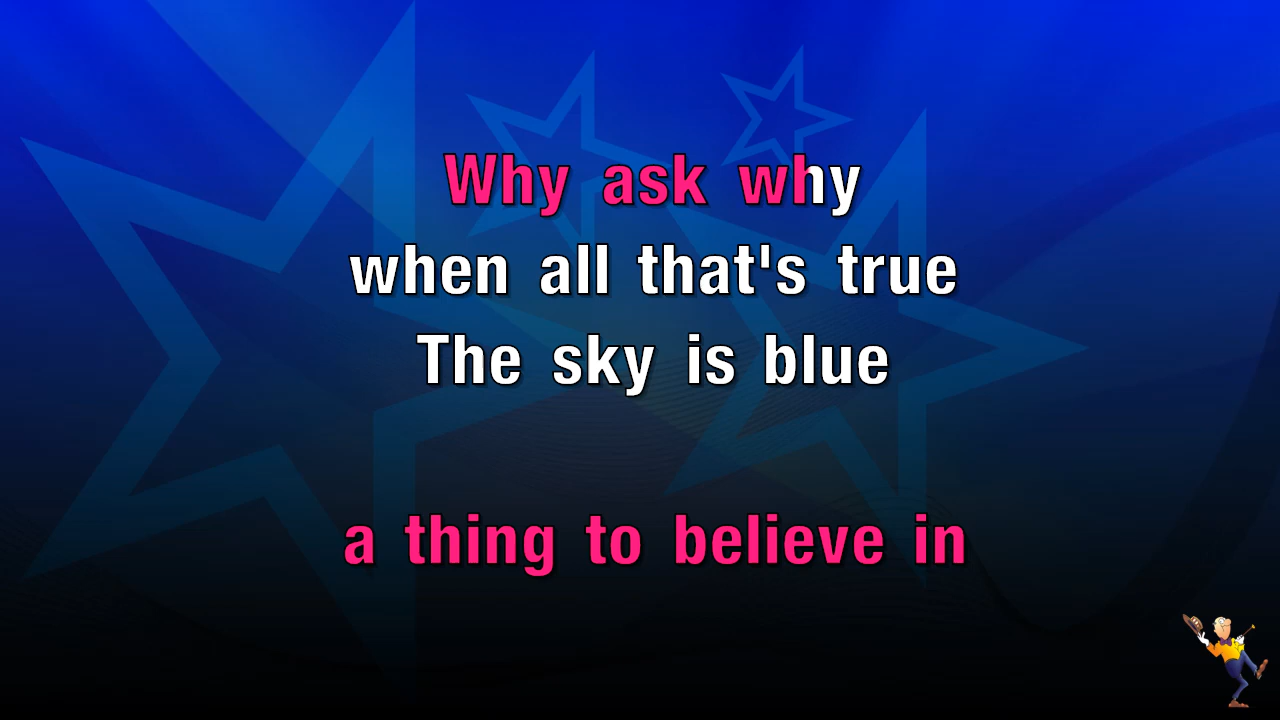 Why ask why
when all that's true
The sky is blue
a thing to believe in